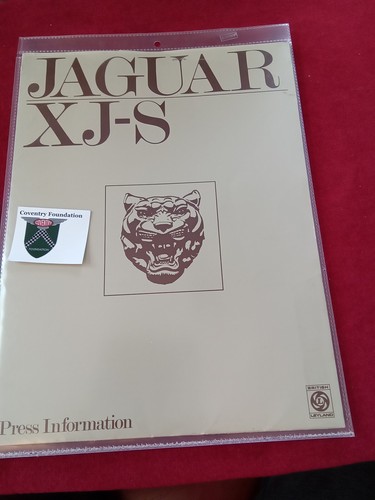 JAGUAR
XJ-S
Coventry Foundation
BRITISH
LEYLAND
Press Information